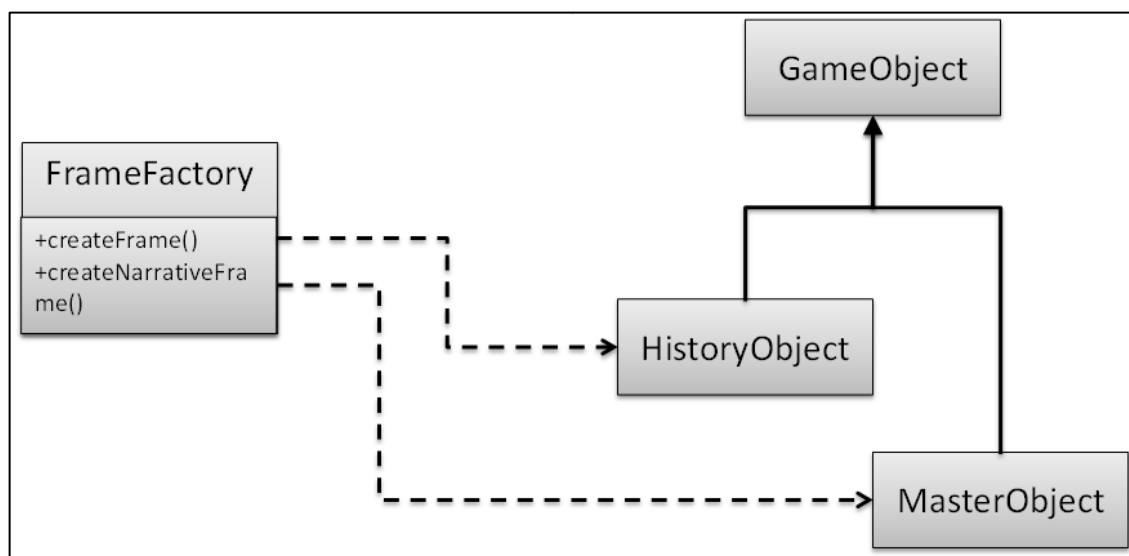 GameObject
FrameFactory
+createFrame()
+createNarrativeFra
me()
HistoryObject
MasterObject